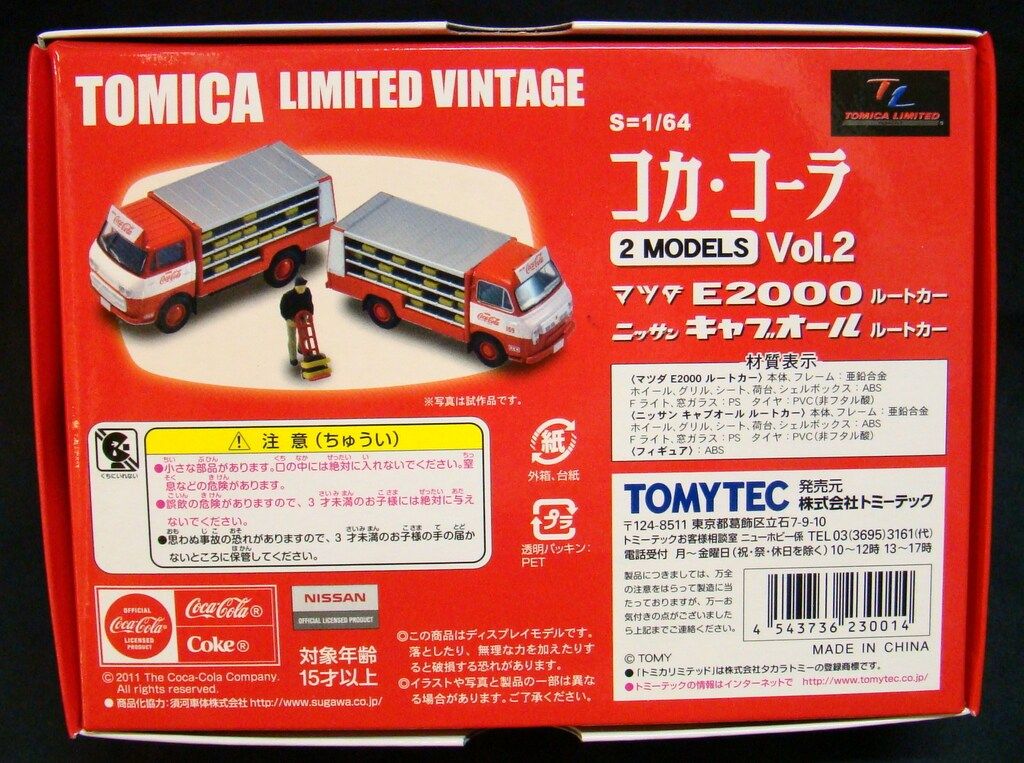 TOMICA LIMITED VINTAGE
TL
TOMICA LIMITED
S=1/64
コカ・コーラ
2 MODELS Vol.2
マツダ E2000 ルートカー
ニッサン キャブオール ルートカー
※写真は試作品です。
材質表示
〈マツダ E2000 ルートカー〉本体、フレーム：亜鉛合金
ホイール、グリル、シート、荷台、シェルボックス：ABS
F ライト、窓ガラス：PS タイヤ：PVC(非フタル酸)
〈ニッサン キャブオール ルートカー〉本体、フレーム：亜鉛合金
ホイール、グリル、シート、荷台、シェルボックス：ABS
F ライト、窓ガラス：PS タイヤ：PVC(非フタル酸)
〈フィギュア〉：ABS
くちにいれない
注 意（ちゅうい）
●小さな部品があります。口の中には絶対に入れないでください。窒
息などの危険があります。
●誤飲の危険がありますので、3 才未満のお子様には絶対に与え
ないでください。
●思わぬ事故の恐れがありますので、3 才未満のお子様の手の届か
ないところに保管してください。
紙
外箱、台紙
プラ
透明パッキン：
PET
TOMYTEC 発売元
株式会社トミーテック
〒124-8511 東京都葛飾区立石7-9-10
トミーテックお客様相談室 ニューホビー係 TEL 03(3695)3161(代)
電話受付 月〜金曜日(祝・祭・休日を除く)10〜12時 13〜17時
製品につきましては、万全
の注意をはらって製造に当
たっておりますが、万一お
気付きの点がございました
ら上記までご連絡ください。
4 543736 230014
MADE IN CHINA
© TOMY
●「トミカリミテッド」は株式会社タカラトミーの登録商標です。
●トミーテックの情報はインターネットで http://www.tomytec.co.jp/
OFFICIAL
Coca-Cola
LICENSED
PRODUCT
Coca-Cola®
Coke®
NISSAN
OFFICIAL LICENSED PRODUCT
対象年齢
15才以上
◎この商品はディスプレイモデルです。
落としたり、無理な力を加えたりす
ると破損する恐れがあります。
◎イラストや写真と製品の一部は異な
る場合があります。ご了承ください。
© 2011 The Coca-Cola Company.
All rights reserved.
● 商品化協力：須河車体株式会社 http://www.sugawa.co.jp/